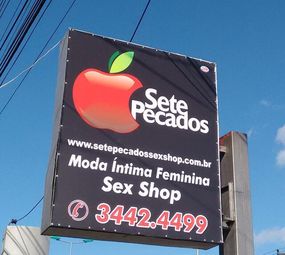 Sete
Pecados
www.setepecadossexshop.com.br
Moda Íntima Feminina
Sex Shop
3442.4499